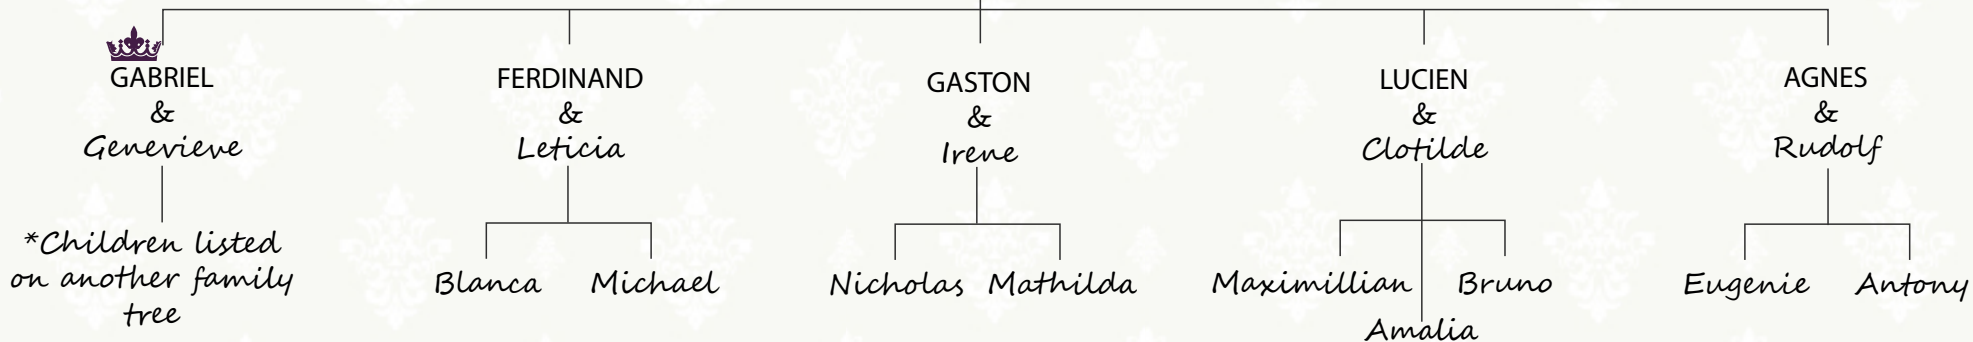 GABRIEL
&
Genevieve
*Children listed
on another family
tree
FERDINAND
&
Leticia
Blanca Michael
GASTON
&
Irene
Nicholas Mathilda
LUCIEN
&
Clotilde
Maximillian Bruno
Amalia
AGNES
&
Rudolf
Eugenie Antony